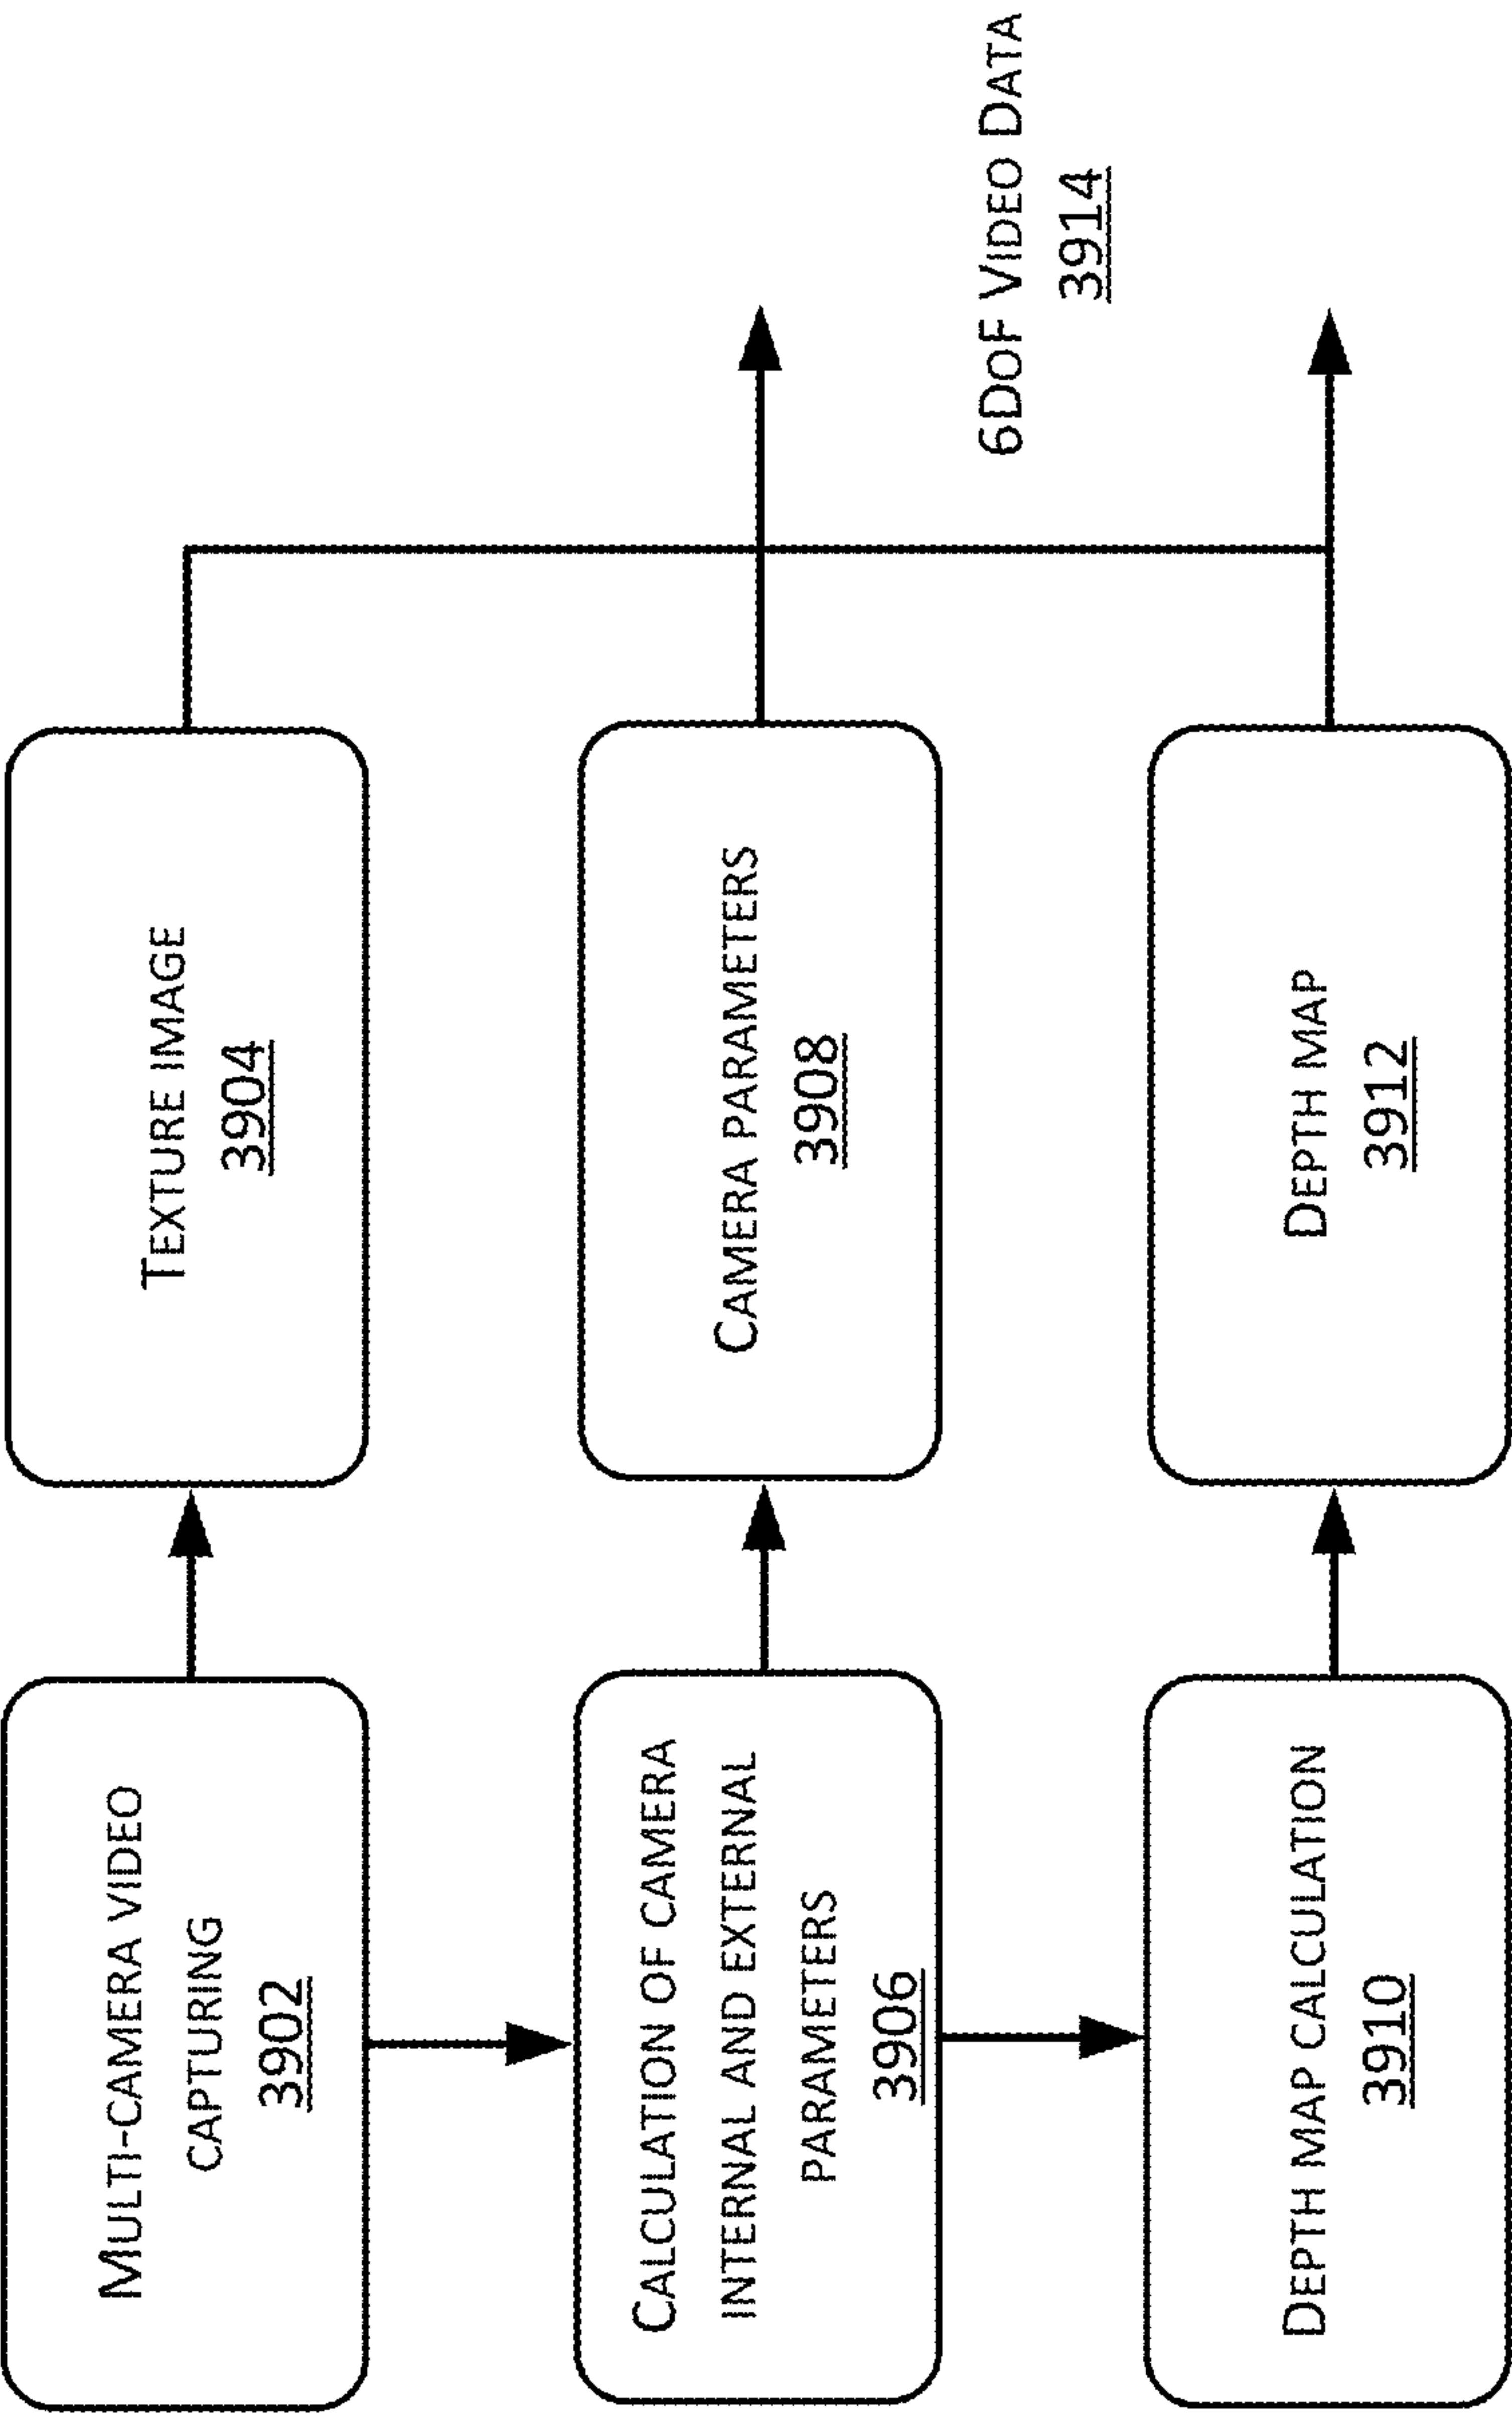 Multi-camera video
capturing
3902
Texture image
3904
Calculation of camera
internal and external
parameters
3906
Camera parameters
3908
6DoF Video Data
3914
Depth map calculation
3910
Depth map
3912